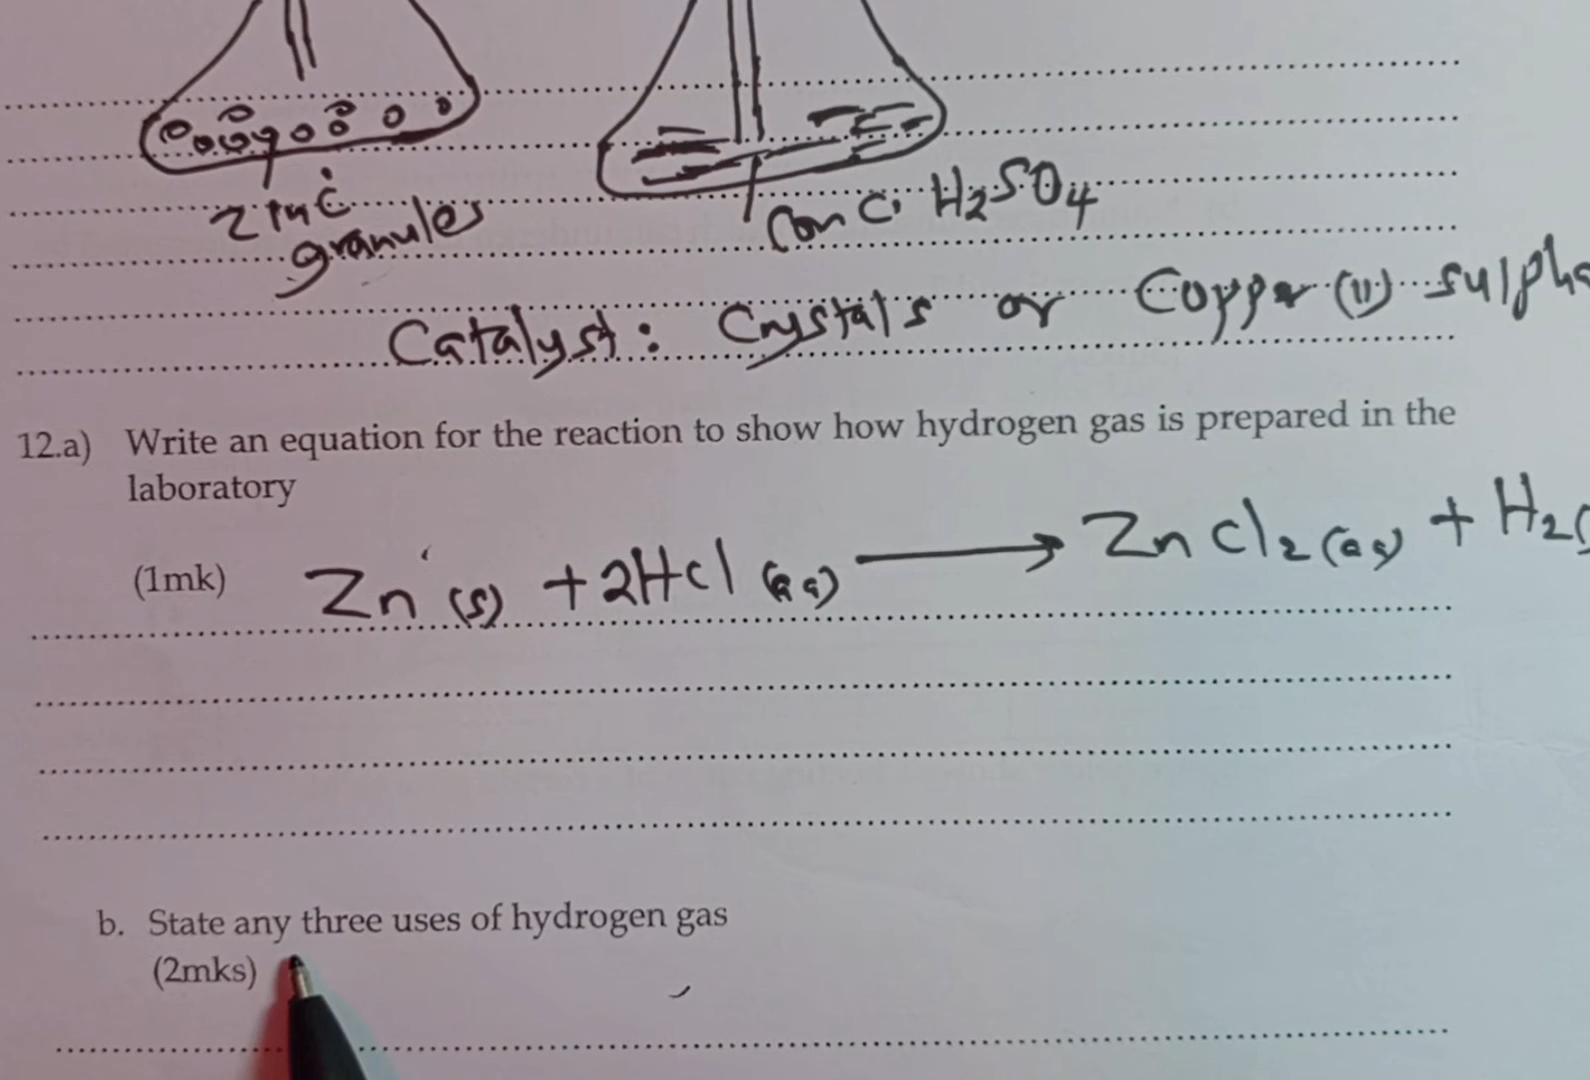 Zinc
granules
Conc. H₂SO₄
Catalyst: Crystals or Copper (II) sulpha
12.a) Write an equation for the reaction to show how hydrogen gas is prepared in the
laboratory
(1mk) Zn (s) + 2HCl (aq) ⟶ ZnCl₂ (aq) + H₂(
b. State any three uses of hydrogen gas
(2mks)